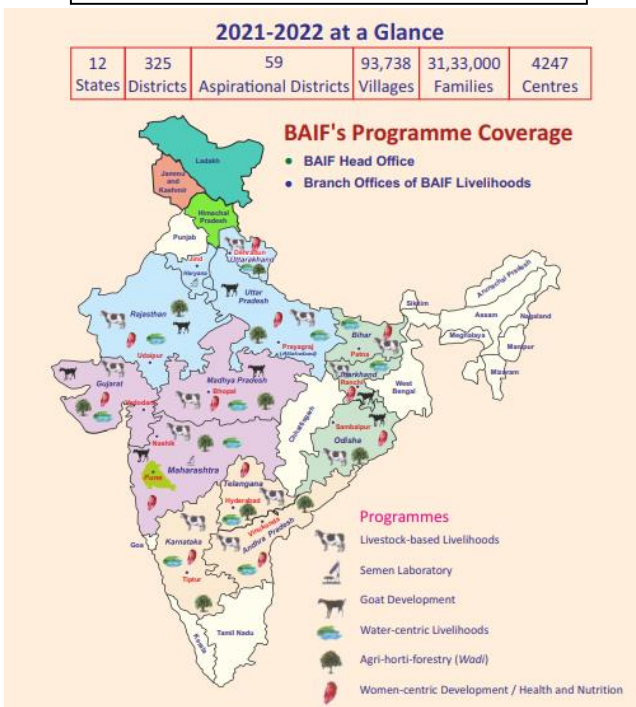 2021-2022 at a Glance
12 325 59 93,738 31,33,000 4247
States Districts Aspirational Districts Villages Families Centres
BAIF's Programme Coverage
BAIF Head Office
Branch Offices of BAIF Livelihoods
Ladakh
Jammu
and
Kashmir
Himachal
Pradesh
Punjab
Jind
Haryana
Dehradun
Uttarakhand
Uttar
Pradesh
Rajasthan
Udaipur
Prayagraj
(Allahabad)
Sikkim
Arunachal Pradesh
Assam
Nagaland
Meghalaya
Manipur
Mizoram
Bihar
Patna
Jharkhand
Ranchi
West
Bengal
Gujarat
Vadodara
Madhya Pradesh
Bhopal
Chhattisgarh
Sambalpur
Odisha
Nashik
Maharashtra
Pune
Telangana
Hyderabad
Vinukonda
Andhra Pradesh
Goa
Karnataka
Tiptur
Kerala
Tamil Nadu
Programmes
Livestock-based Livelihoods
Semen Laboratory
Goat Development
Water-centric Livelihoods
Agri-horti-forestry (Wadi)
Women-centric Development / Health and Nutrition